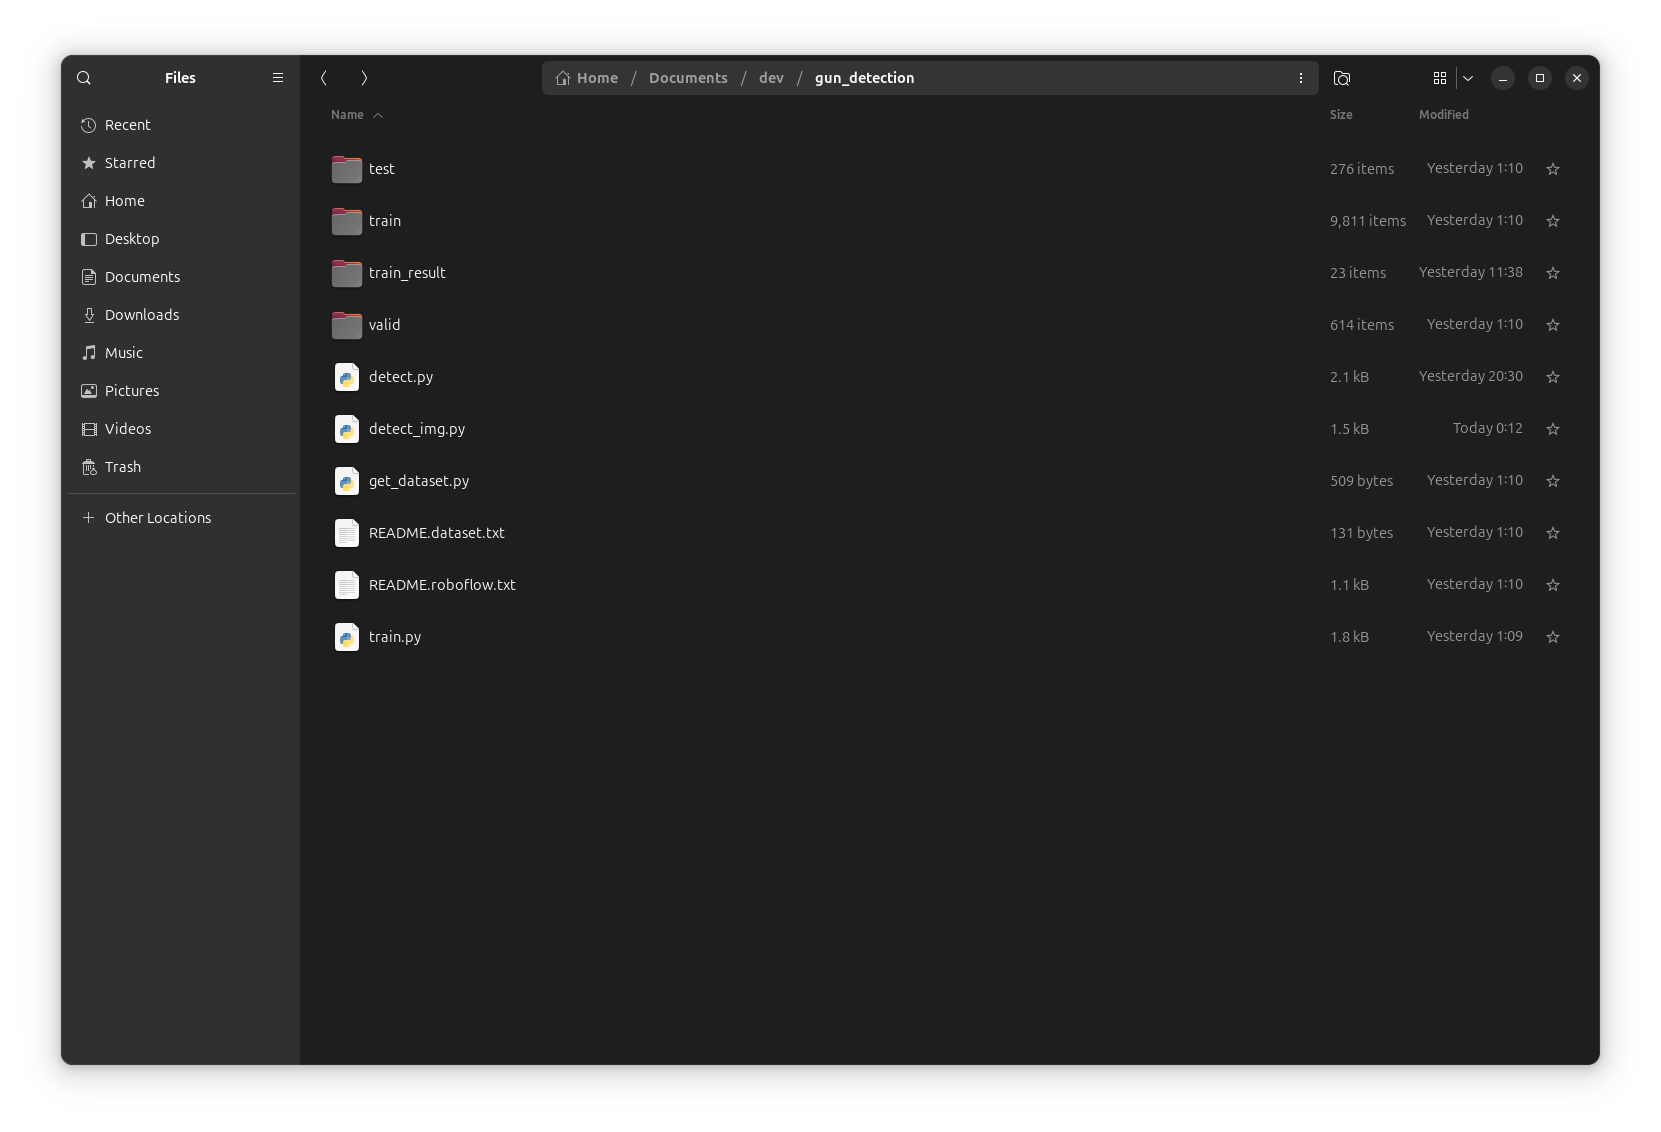 Files
Home / Documents / dev / gun_detection
Recent
Starred
Home
Desktop
Documents
Downloads
Music
Pictures
Videos
Trash
Other Locations
Name Size Modified
test 276 items Yesterday 1:10
train 9,811 items Yesterday 1:10
train_result 23 items Yesterday 11:38
valid 614 items Yesterday 1:10
detect.py 2.1 kB Yesterday 20:30
detect_img.py 1.5 kB Today 0:12
get_dataset.py 509 bytes Yesterday 1:10
README.dataset.txt 131 bytes Yesterday 1:10
README.roboflow.txt 1.1 kB Yesterday 1:10
train.py 1.8 kB Yesterday 1:09